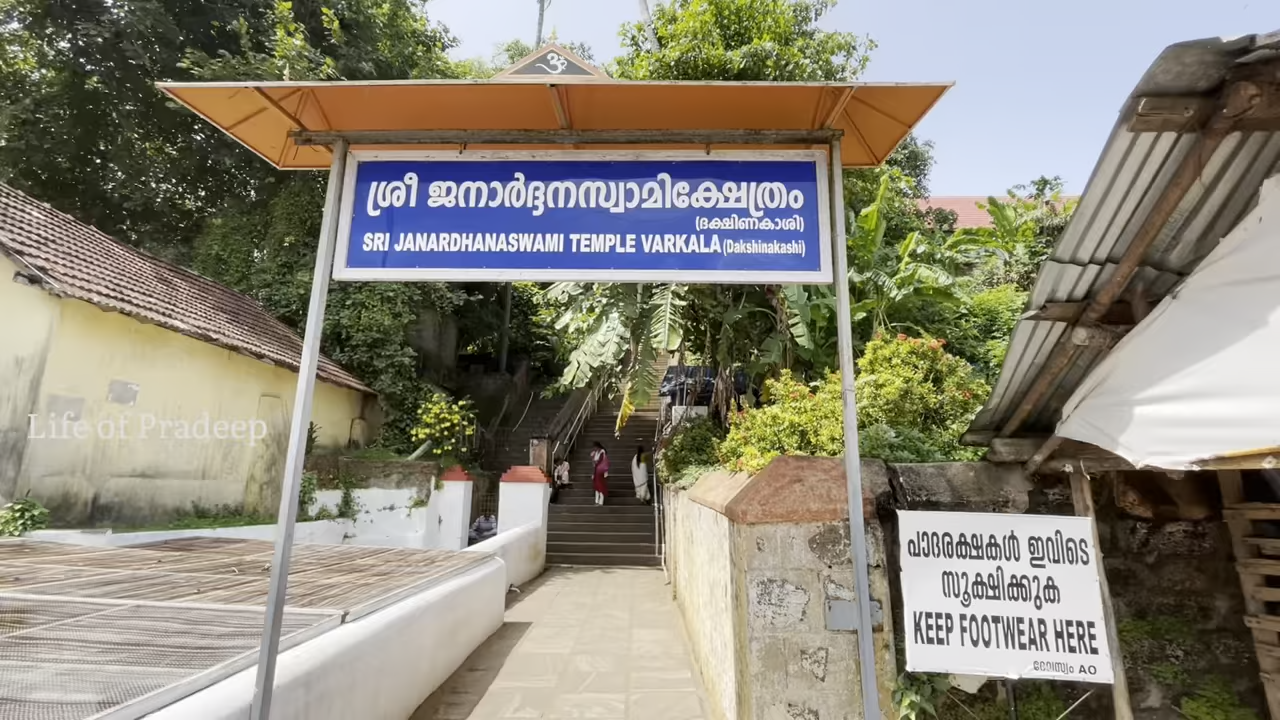 ॐ
ശ്രീ ജനാർദ്ദനസ്വാമിക്ഷേത്രം
(ദക്ഷിണകാശി)
SRI JANARDHANASWAMI TEMPLE VARKALA (Dakshinakashi)
Life of Pradeep
പാദരക്ഷകൾ ഇവിടെ
സൂക്ഷിക്കുക
KEEP FOOTWEAR HERE
ദേവസ്വം AO